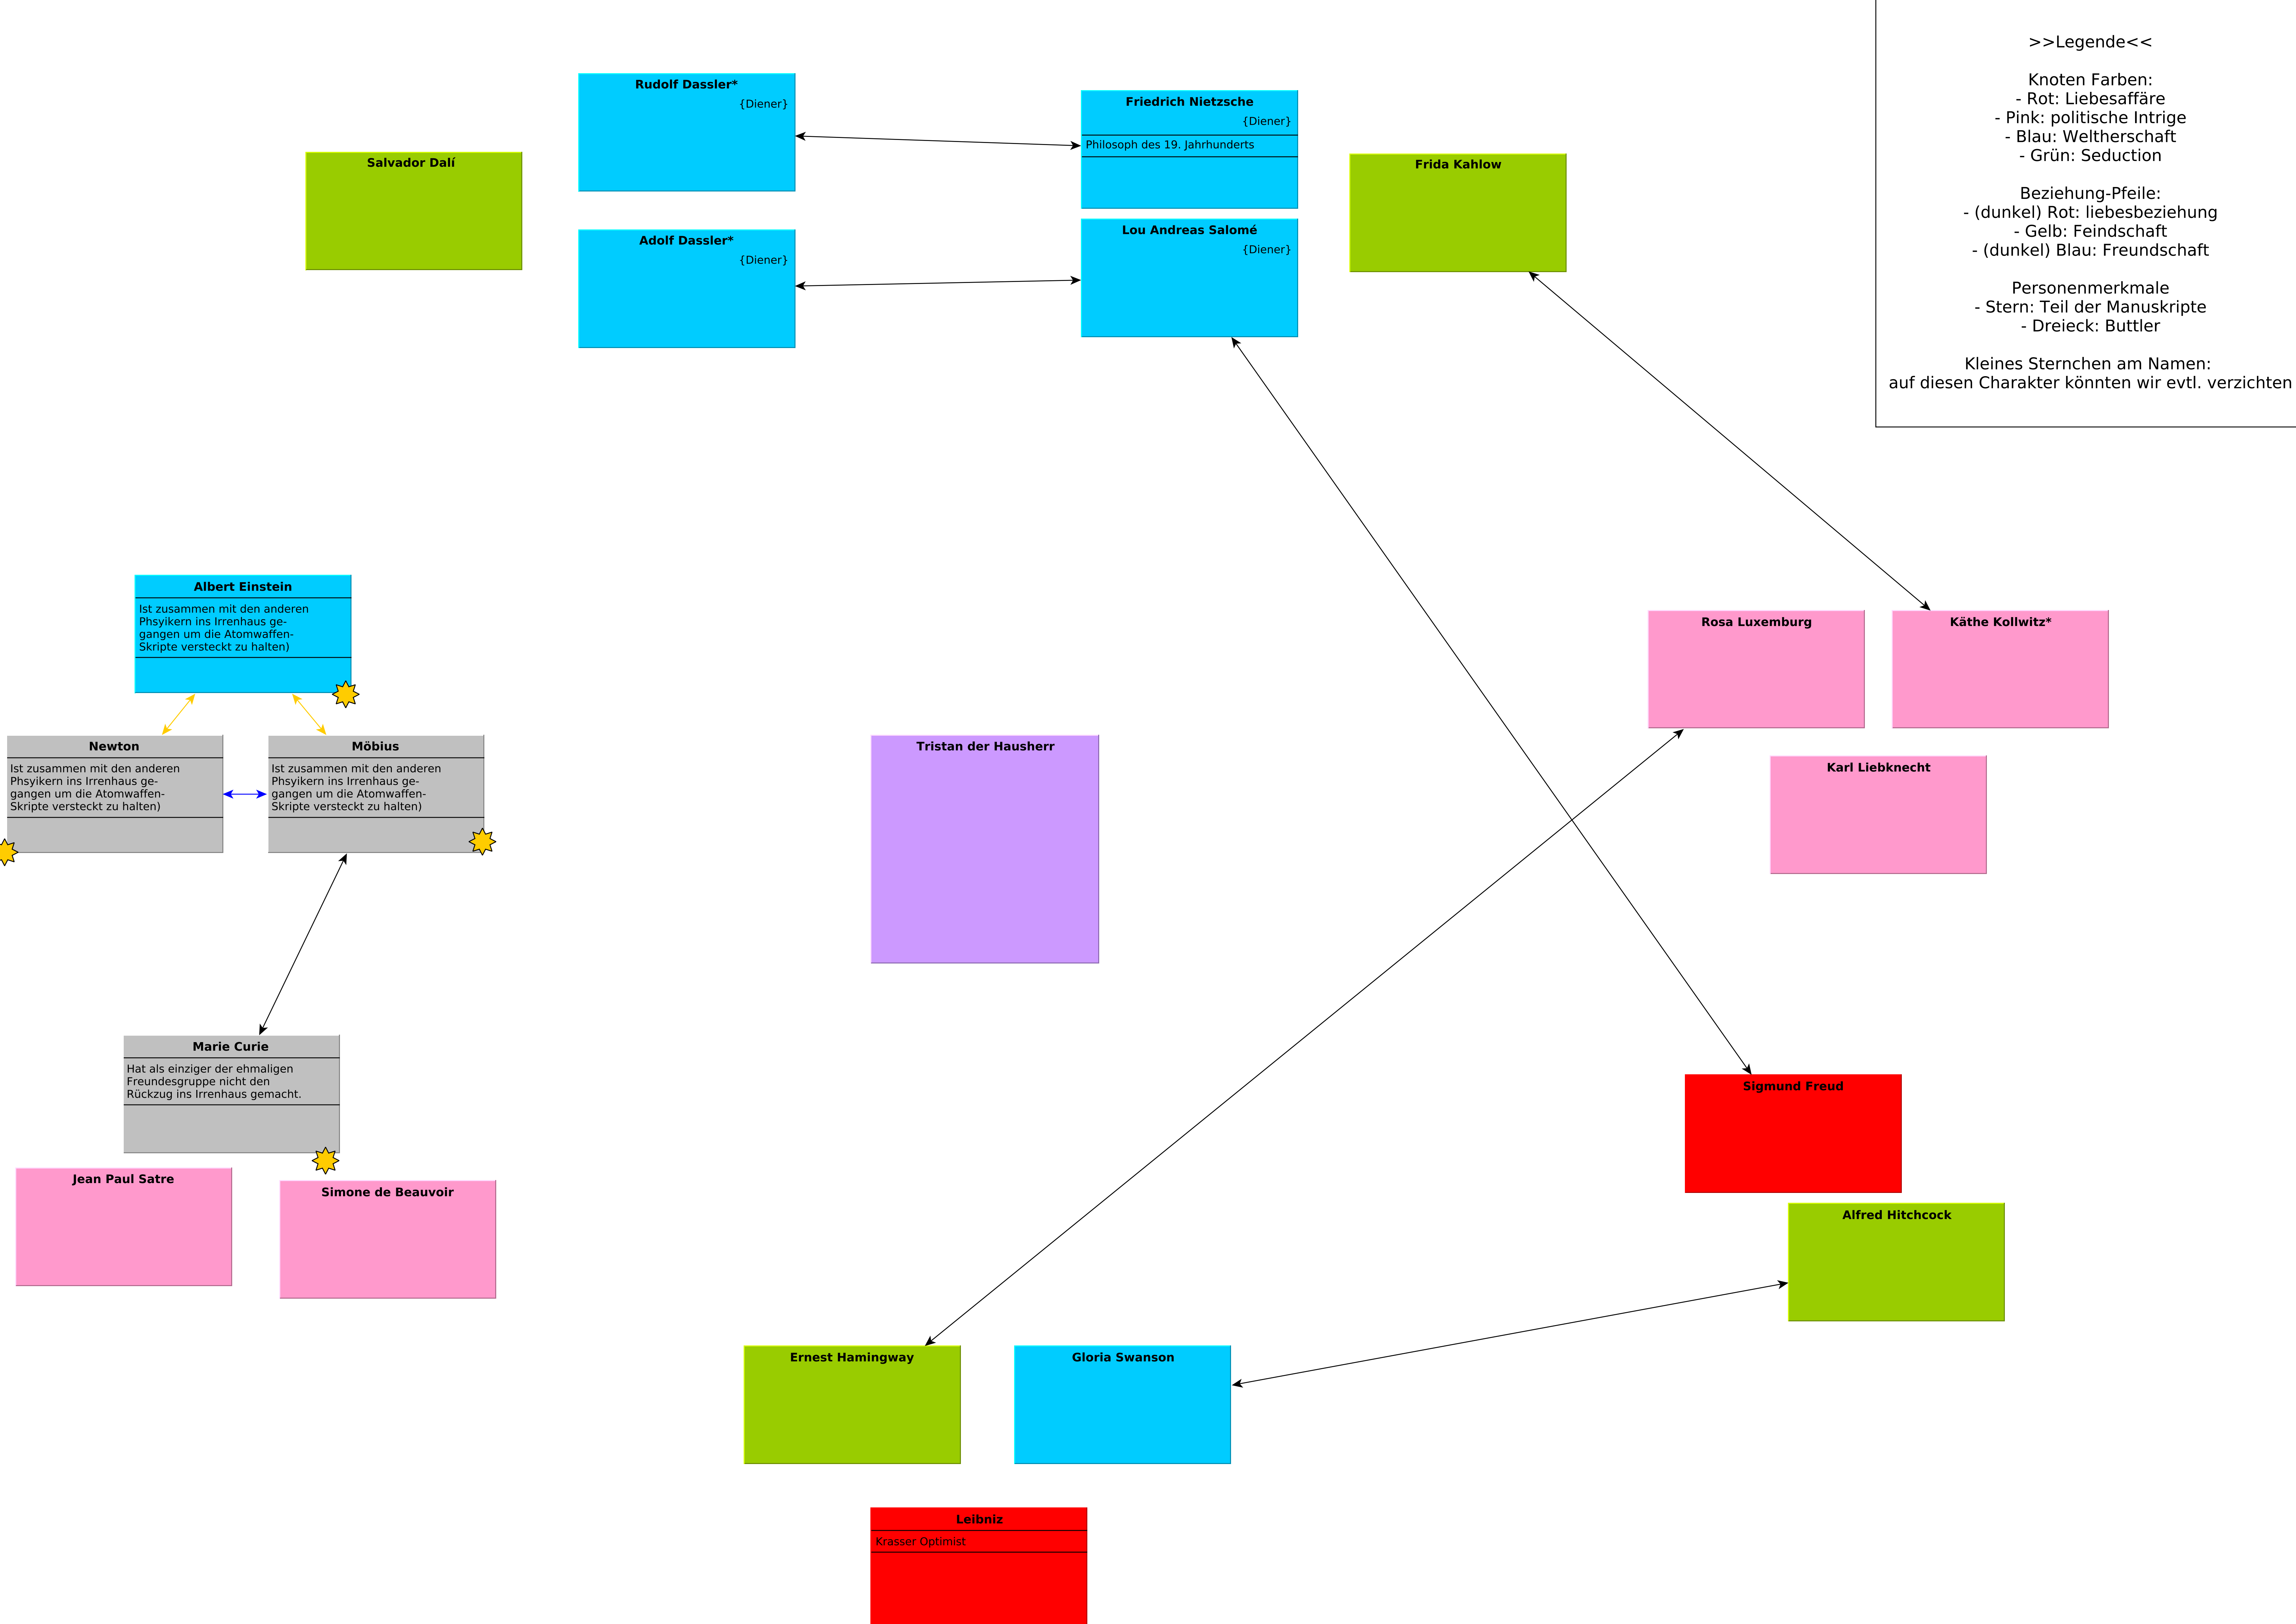 >>Legende<<
Knoten Farben:
- Rot: Liebesaffäre
- Pink: politische Intrige
- Blau: Weltherschaft
- Grün: Seduction
Beziehung-Pfeile:
- (dunkel) Rot: liebesbeziehung
- Gelb: Feindschaft
- (dunkel) Blau: Freundschaft
Personenmerkmale
- Stern: Teil der Manuskripte
- Dreieck: Buttler
Kleines Sternchen am Namen:
auf diesen Charakter könnten wir evtl. verzichten
Rudolf Dassler*
{Diener}
Friedrich Nietzsche
{Diener}
Philosoph des 19. Jahrhunderts
Salvador Dalí
Frida Kahlow
Adolf Dassler*
{Diener}
Lou Andreas Salomé
{Diener}
Albert Einstein
Ist zusammen mit den anderen
Phsyikern ins Irrenhaus ge-
gangen um die Atomwaffen-
Skripte versteckt zu halten)
Rosa Luxemburg
Käthe Kollwitz*
Newton
Ist zusammen mit den anderen
Phsyikern ins Irrenhaus ge-
gangen um die Atomwaffen-
Skripte versteckt zu halten)
Möbius
Ist zusammen mit den anderen
Phsyikern ins Irrenhaus ge-
gangen um die Atomwaffen-
Skripte versteckt zu halten)
Tristan der Hausherr
Karl Liebknecht
Marie Curie
Hat als einziger der ehmaligen
Freundesgruppe nicht den
Rückzug ins Irrenhaus gemacht.
Sigmund Freud
Jean Paul Satre
Simone de Beauvoir
Alfred Hitchcock
Ernest Hamingway
Gloria Swanson
Leibniz
Krasser Optimist